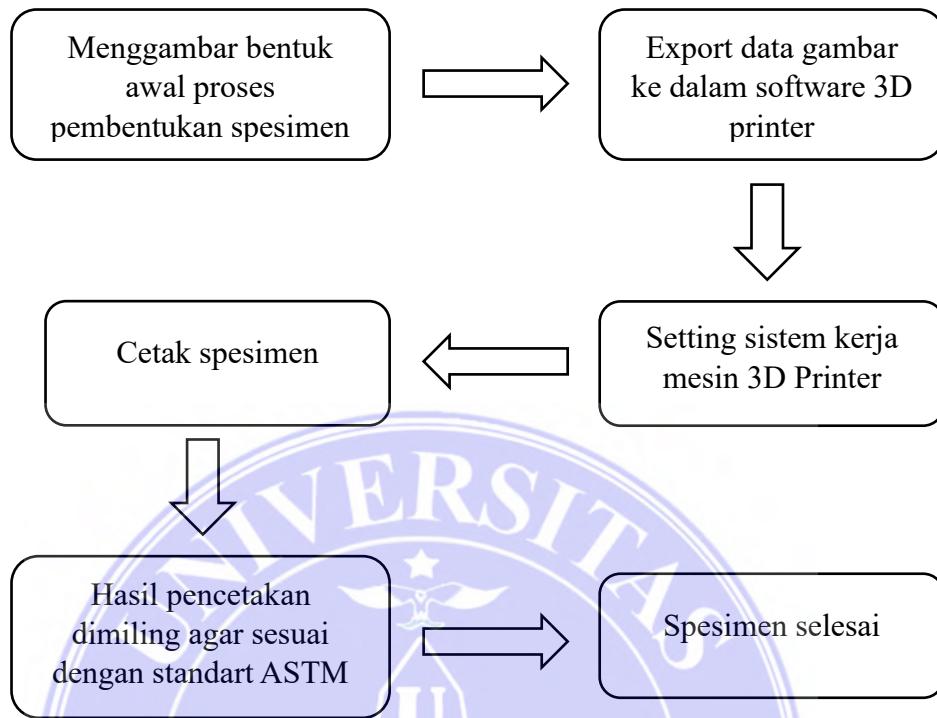 Menggambar bentuk
awal proses
pembentukan spesimen
Export data gambar
ke dalam software 3D
printer
Setting sistem kerja
mesin 3D Printer
Cetak spesimen
Hasil pencetakan
dimiling agar sesuai
dengan standart ASTM
Spesimen selesai
UNIVERSITAS
U